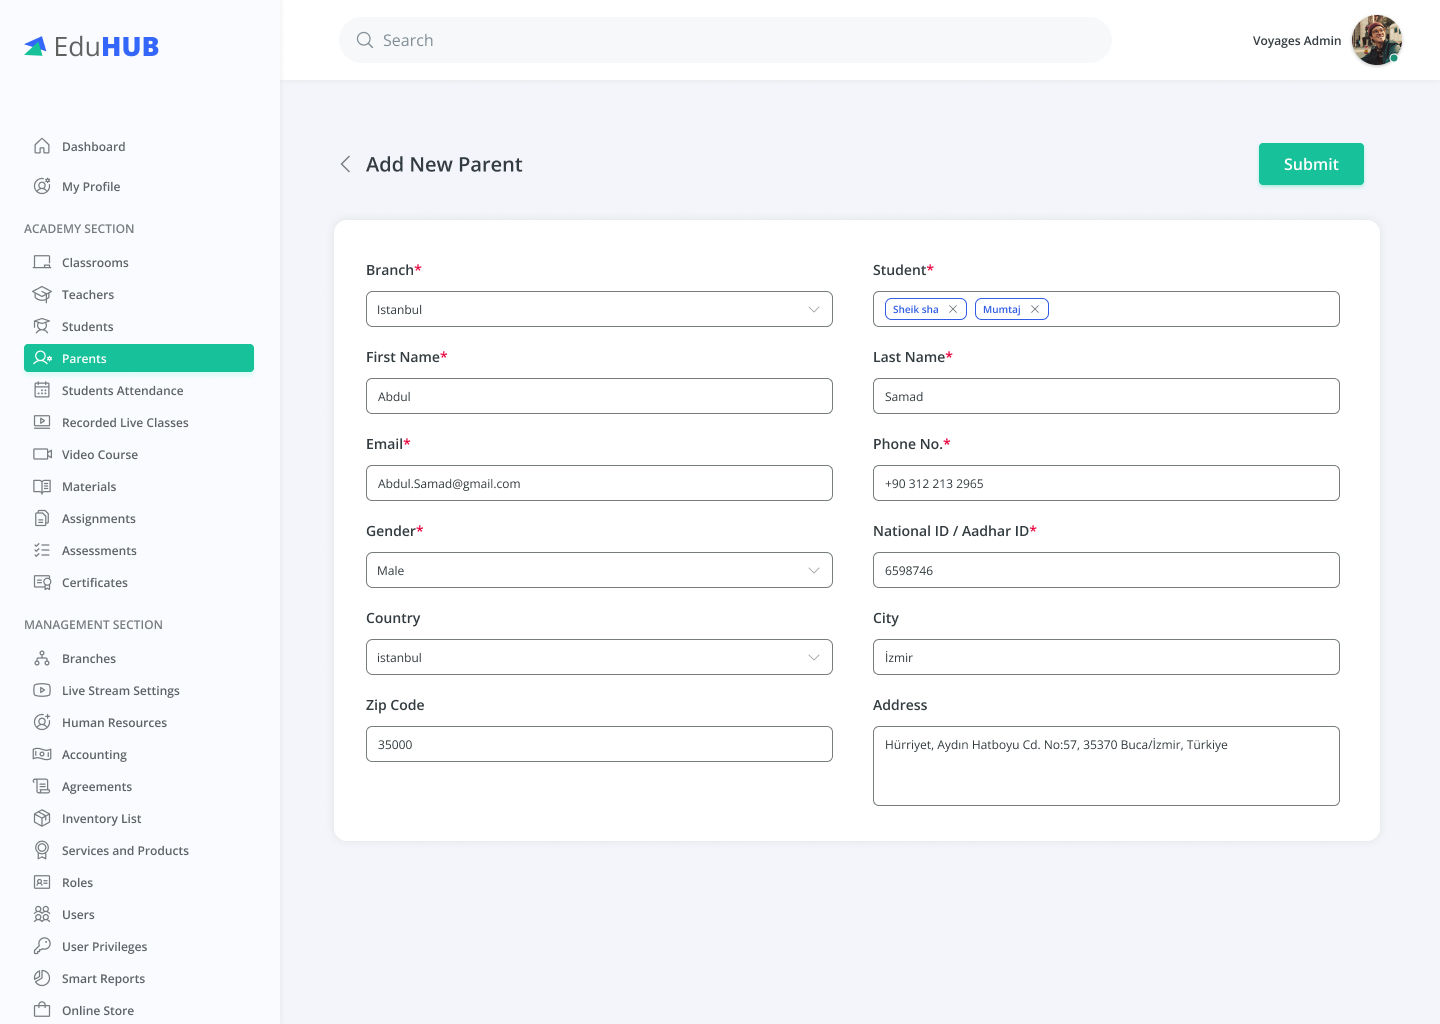 EduHUB
Search
Voyages Admin
Dashboard
My Profile
ACADEMY SECTION
Classrooms
Teachers
Students
Parents
Students Attendance
Recorded Live Classes
Video Course
Materials
Assignments
Assessments
Certificates
MANAGEMENT SECTION
Branches
Live Stream Settings
Human Resources
Accounting
Agreements
Inventory List
Services and Products
Roles
Users
User Privileges
Smart Reports
Online Store
Add New Parent
Submit
Branch*
Istanbul
Student*
Sheik sha Mumtaj
First Name*
Abdul
Last Name*
Samad
Email*
Abdul.Samad@gmail.com
Phone No.*
+90 312 213 2965
Gender*
Male
National ID / Aadhar ID*
6598746
Country
istanbul
City
İzmir
Zip Code
35000
Address
Hürriyet, Aydın Hatboyu Cd. No:57, 35370 Buca/İzmir, Türkiye